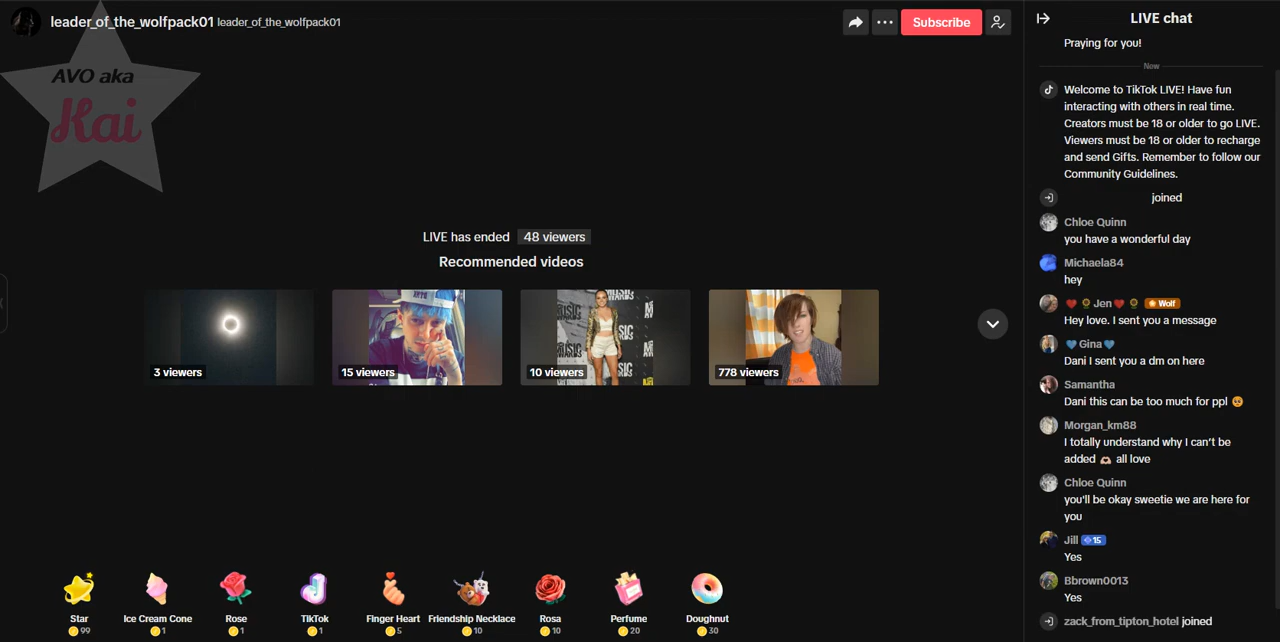 leader_of_the_wolfpack01 leader_of_the_wolfpack01
Subscribe
AVO aka
Kai
LIVE has ended 48 viewers
Recommended videos
3 viewers
15 viewers
10 viewers
778 viewers
Star
99
Ice Cream Cone
1
Rose
1
TikTok
1
Finger Heart
5
Friendship Necklace
10
Rosa
10
Perfume
20
Doughnut
30
LIVE chat
Praying for you!
Now
Welcome to TikTok LIVE! Have fun
interacting with others in real time.
Creators must be 18 or older to go LIVE.
Viewers must be 18 or older to recharge
and send Gifts. Remember to follow our
Community Guidelines.
joined
Chloe Quinn
you have a wonderful day
Michaela84
hey
Jen Wolf
Hey love. I sent you a message
Gina
Dani I sent you a dm on here
Samantha
Dani this can be too much for ppl 🥺
Morgan_km88
I totally understand why I can't be
added 🫶🏼 all love
Chloe Quinn
you'll be okay sweetie we are here for
you
Jill 15
Yes
Bbrown0013
Yes
zack_from_tipton_hotel joined